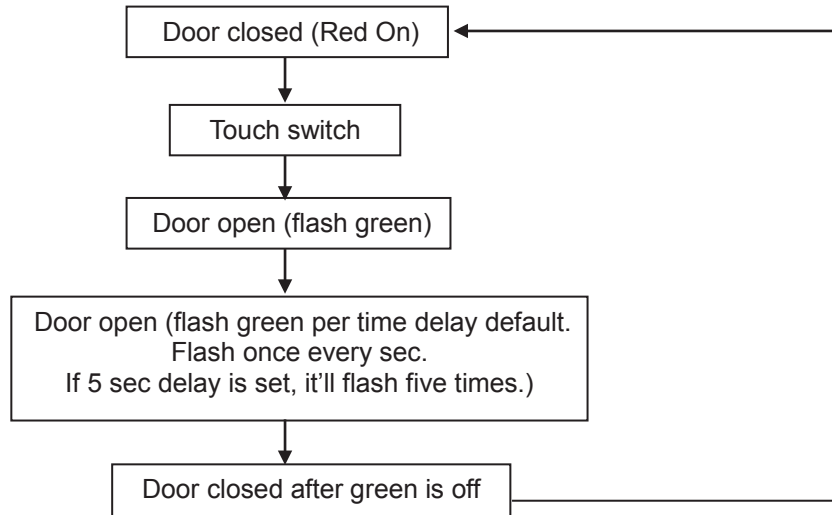 Door closed (Red On)
Touch switch
Door open (flash green)
Door open (flash green per time delay default.
Flash once every sec.
If 5 sec delay is set, it'll flash five times.)
Door closed after green is off